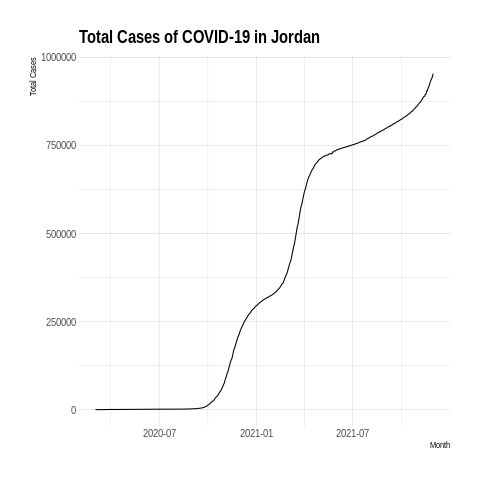 Total Cases of COVID-19 in Jordan
Total Cases
1000000
750000
500000
250000
0
2020-07
2021-01
2021-07
Month